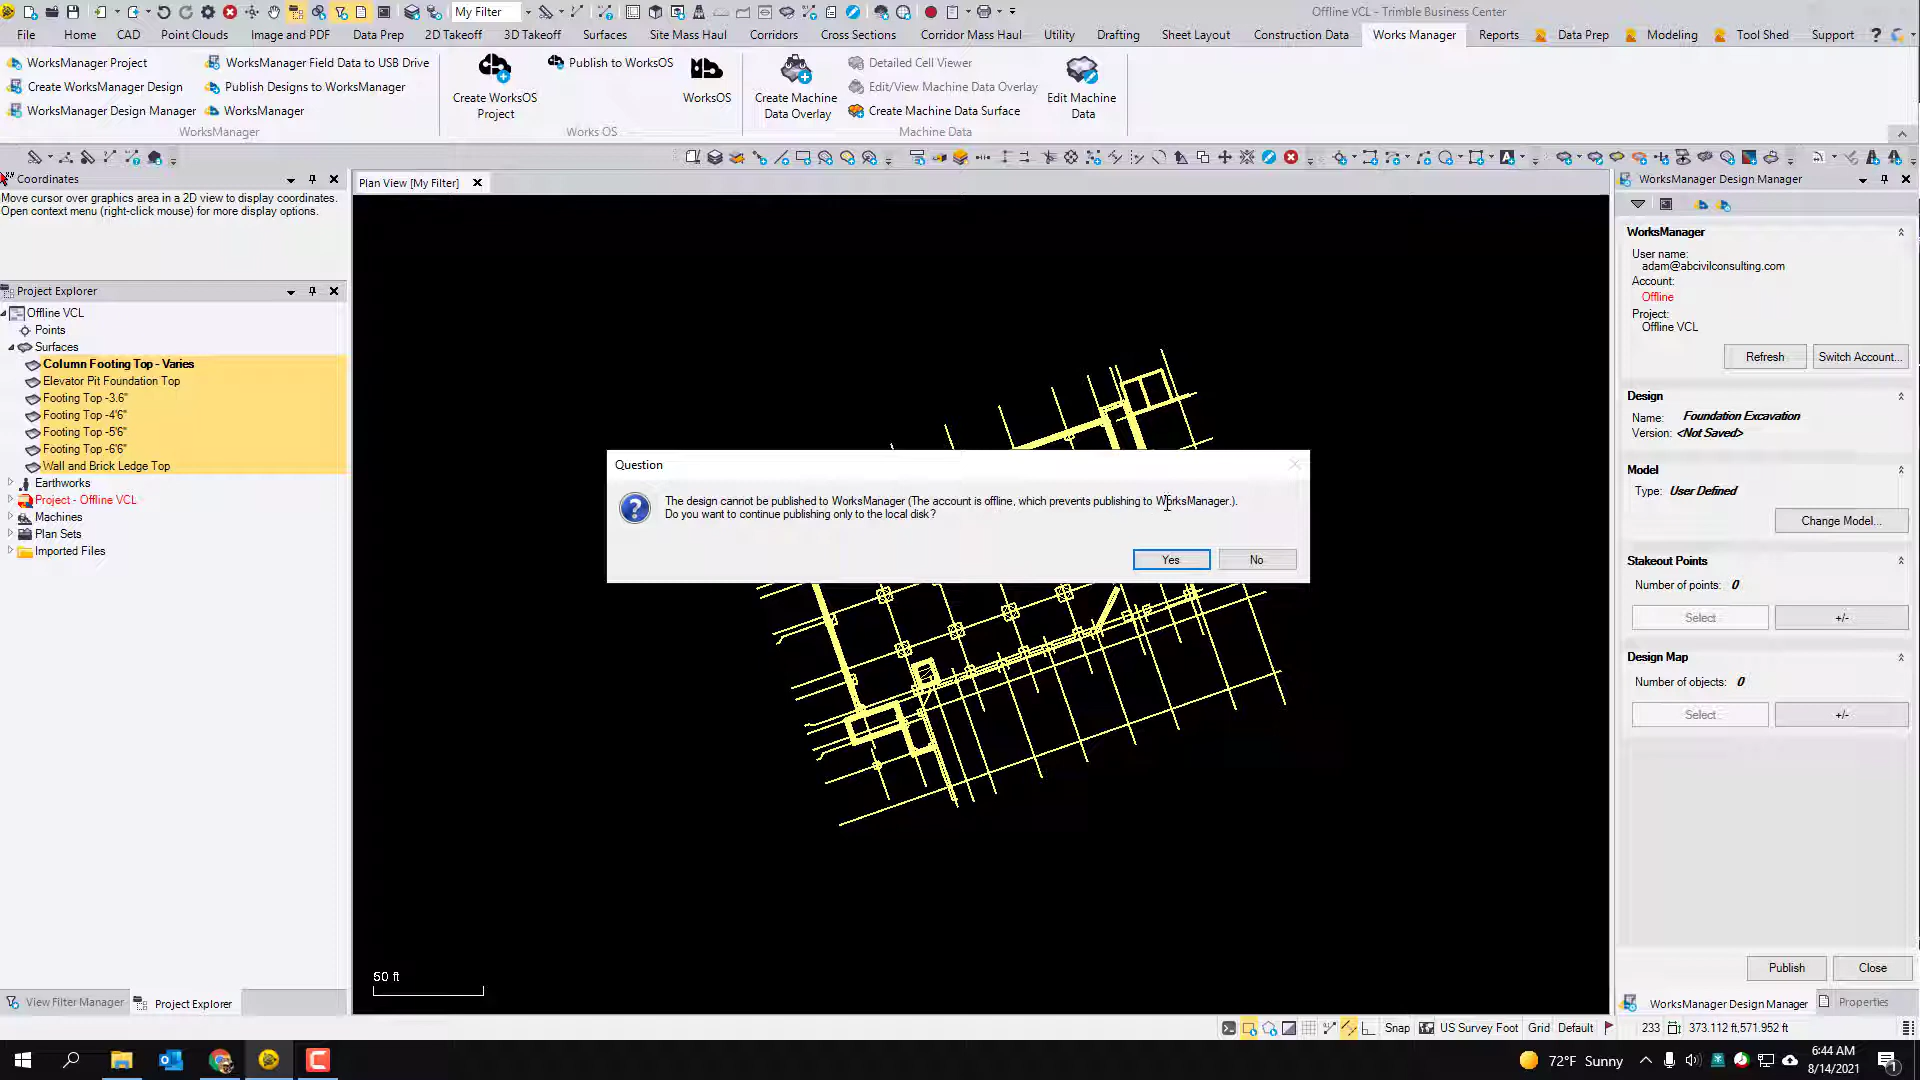 My Filter
Offline VCL - Trimble Business Center
File Home CAD Point Clouds Image and PDF Data Prep 2D Takeoff 3D Takeoff Surfaces Site Mass Haul Corridors Cross Sections Corridor Mass Haul Utility Drafting Sheet Layout Construction Data Works Manager Reports Data Prep Modeling Tool Shed Support
WorksManager Project
Create WorksManager Design
WorksManager Design Manager
WorksManager Field Data to USB Drive
Publish Designs to WorksManager
WorksManager
WorksManager
Create WorksOS
Project
Publish to WorksOS
WorksOS
Works OS
Create Machine
Data Overlay
Detailed Cell Viewer
Edit/View Machine Data Overlay
Create Machine Data Surface
Edit Machine
Data
Machine Data
Coordinates
Move cursor over graphics area in a 2D view to display coordinates.
Open context menu (right-click mouse) for more display options.
Project Explorer
Offline VCL
Points
Surfaces
Column Footing Top - Varies
Elevator Pit Foundation Top
Footing Top -3.6"
Footing Top -4'6"
Footing Top -5'6"
Footing Top -6'6"
Wall and Brick Ledge Top
Earthworks
Project - Offline VCL
Machines
Plan Sets
Imported Files
View Filter Manager
Project Explorer
Plan View [My Filter]
50 ft
Question
The design cannot be published to WorksManager (The account is offline, which prevents publishing to WorksManager.).
Do you want to continue publishing only to the local disk?
Yes
No
WorksManager Design Manager
WorksManager
User name:
adam@abcivilconsulting.com
Account:
Offline
Project:
Offline VCL
Refresh
Switch Account...
Design
Name: Foundation Excavation
Version: <Not Saved>
Model
Type: User Defined
Change Model...
Stakeout Points
Number of points: 0
Select
+/-
Design Map
Number of objects: 0
Select
+/-
Publish
Close
WorksManager Design Manager
Properties
Snap
US Survey Foot
Grid
Default
233
373.112 ft,571.952 ft
72°F Sunny
6:44 AM
8/14/2021
1